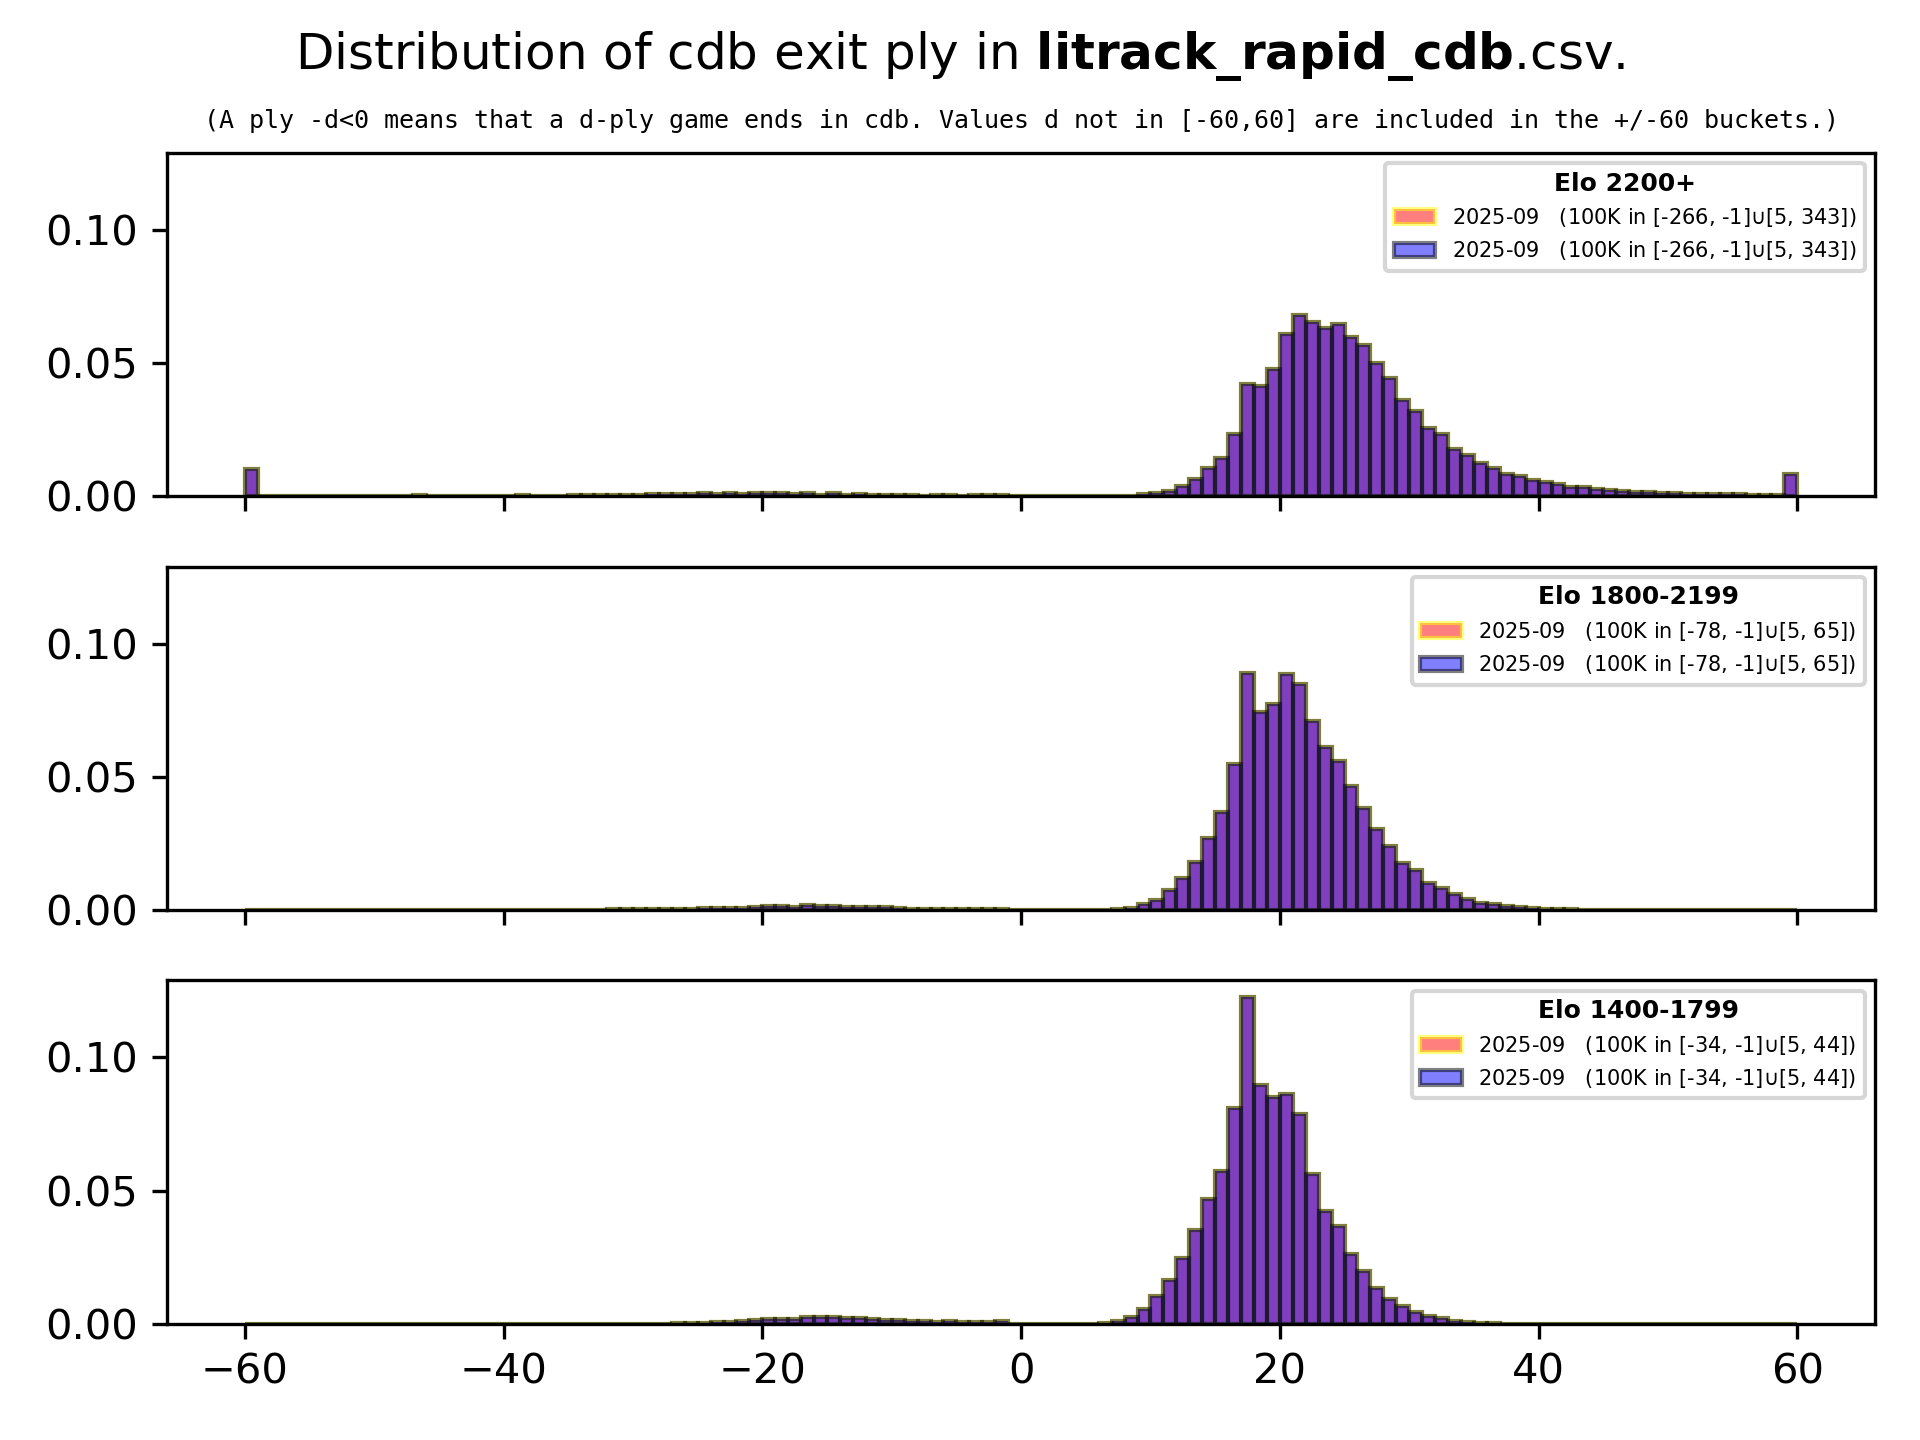 Distribution of cdb exit ply in litrack_rapid_cdb.csv.
(A ply -d<0 means that a d-ply game ends in cdb. Values d not in [-60,60] are included in the +/-60 buckets.)
Elo 2200+
2025-09 (100K in [-266, -1]∪[5, 343])
2025-09 (100K in [-266, -1]∪[5, 343])
0.10
0.05
0.00
Elo 1800-2199
2025-09 (100K in [-78, -1]∪[5, 65])
2025-09 (100K in [-78, -1]∪[5, 65])
0.10
0.05
0.00
Elo 1400-1799
2025-09 (100K in [-34, -1]∪[5, 44])
2025-09 (100K in [-34, -1]∪[5, 44])
0.10
0.05
0.00
−60 −40 −20 0 20 40 60